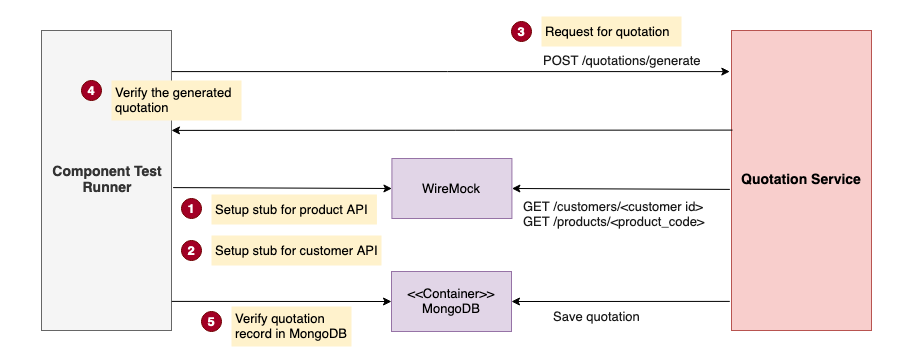 3
Request for quotation
POST /quotations/generate
4
Verify the generated
quotation
Component Test
Runner
WireMock
Quotation Service
1
Setup stub for product API
GET /customers/<customer id>
GET /products/<product_code>
2
Setup stub for customer API
<<Container>>
MongoDB
5
Verify quotation
record in MongoDB
Save quotation